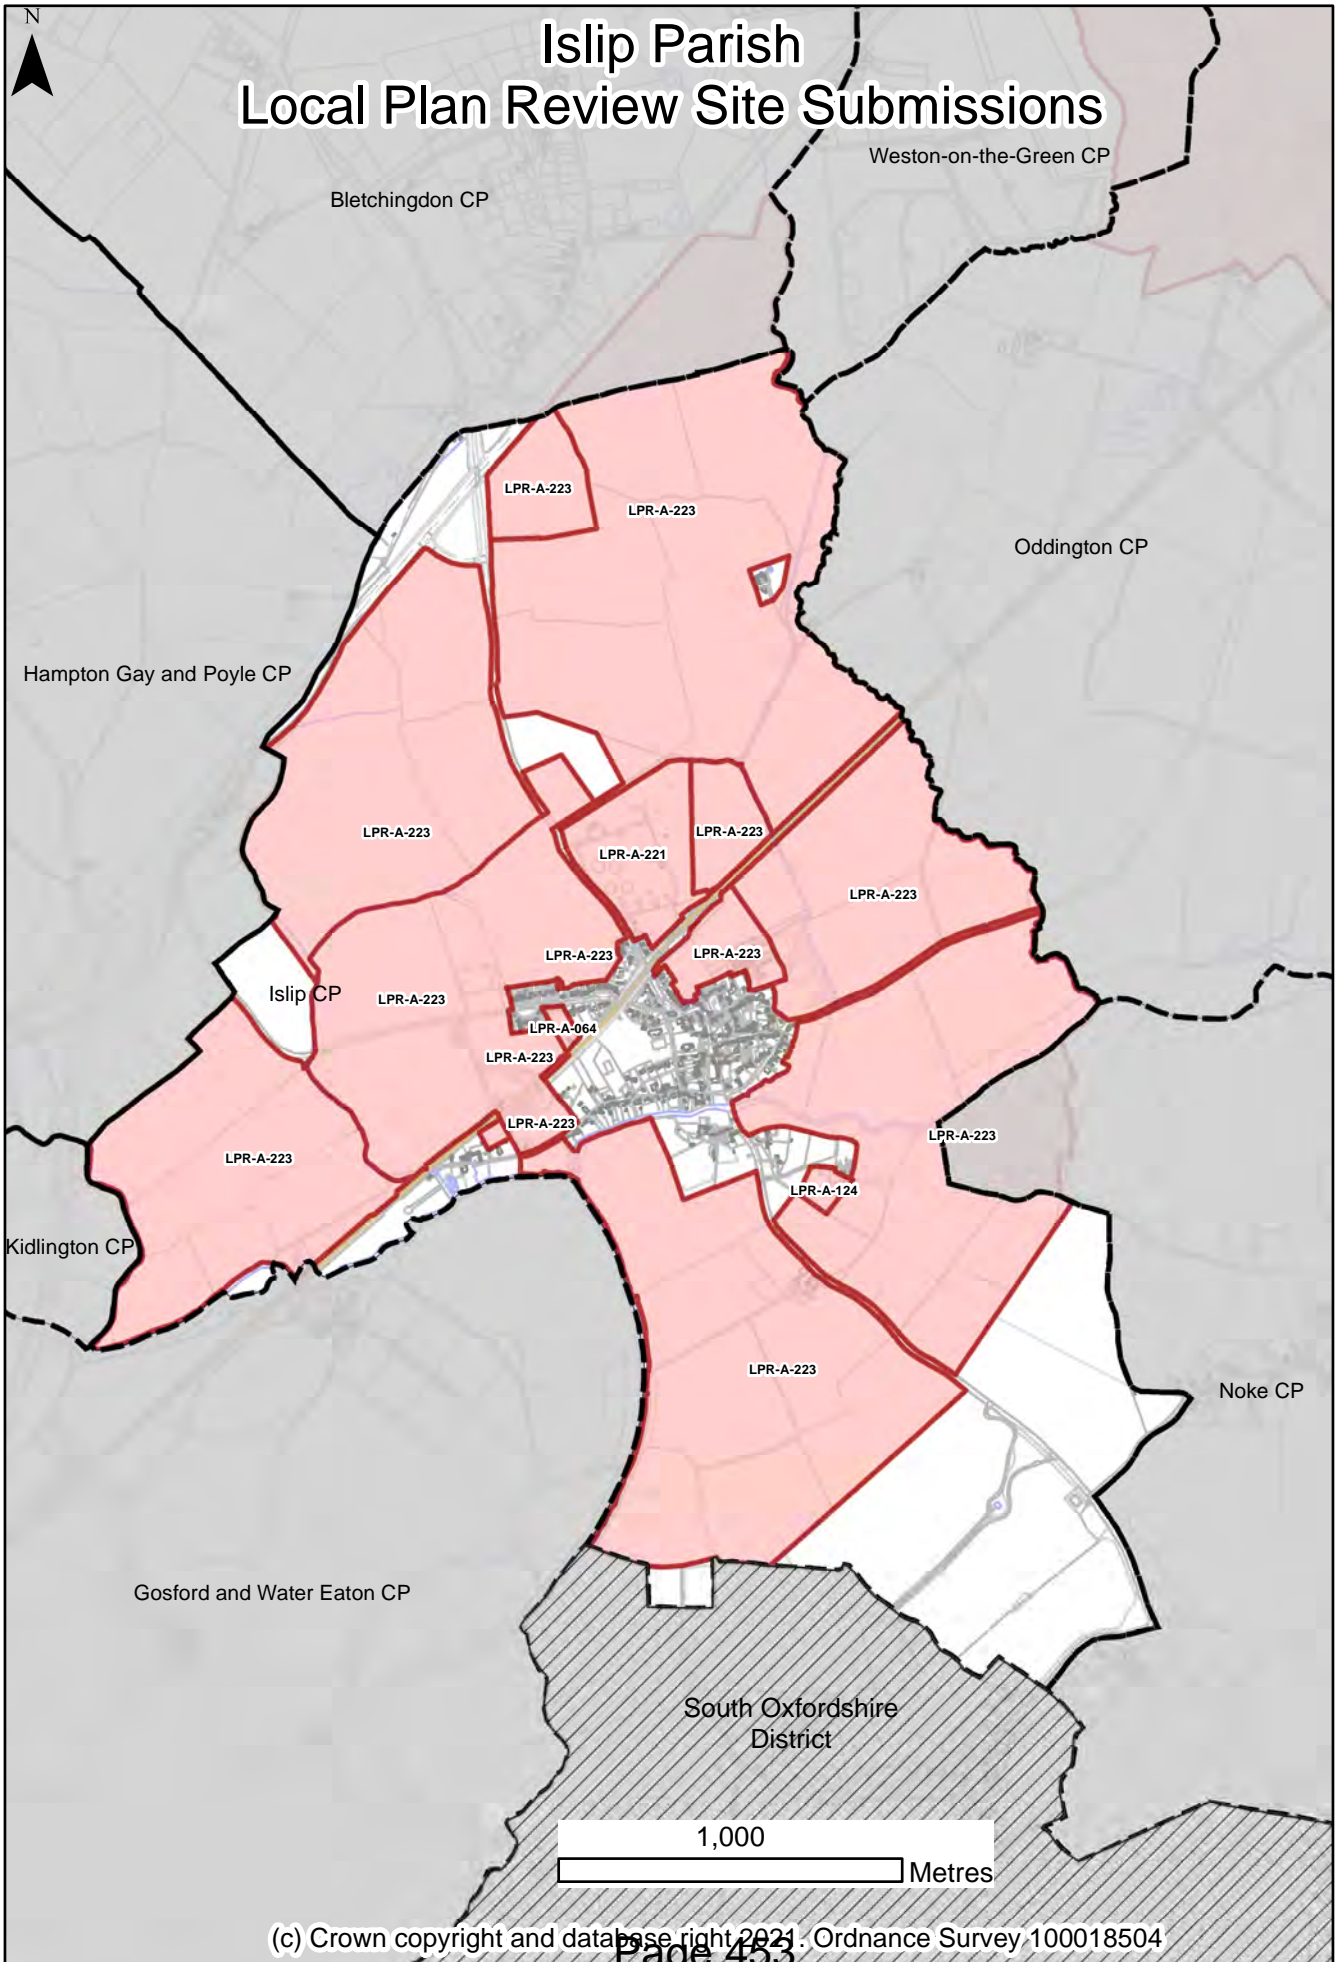 N
Islip Parish
Local Plan Review Site Submissions
Weston-on-the-Green CP
Bletchingdon CP
LPR-A-223
LPR-A-223
Oddington CP
Hampton Gay and Poyle CP
LPR-A-223
LPR-A-223
LPR-A-221
LPR-A-223
LPR-A-223
LPR-A-223
Islip CP
LPR-A-223
LPR-A-064
LPR-A-223
LPR-A-223
LPR-A-223
LPR-A-223
LPR-A-124
Kidlington CP
LPR-A-223
Noke CP
Gosford and Water Eaton CP
South Oxfordshire
District
1,000
Metres
(c) Crown copyright and database right 2021. Ordnance Survey 100018504
Page 453